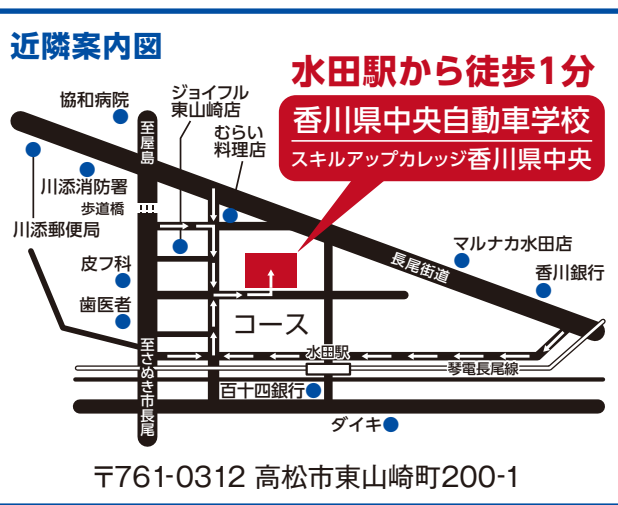 近隣案内図
水田駅から徒歩1分
香川県中央自動車学校
スキルアップカレッジ香川県中央
協和病院
ジョイフル
東山崎店
むらい
料理店
至屋島
川添消防署
歩道橋
川添郵便局
皮フ科
歯医者
マルナカ水田店
長尾街道
香川銀行
コース
水田駅
琴電長尾線
至さぬき市長尾
百十四銀行
ダイキ
〒761-0312 高松市東山崎町200-1